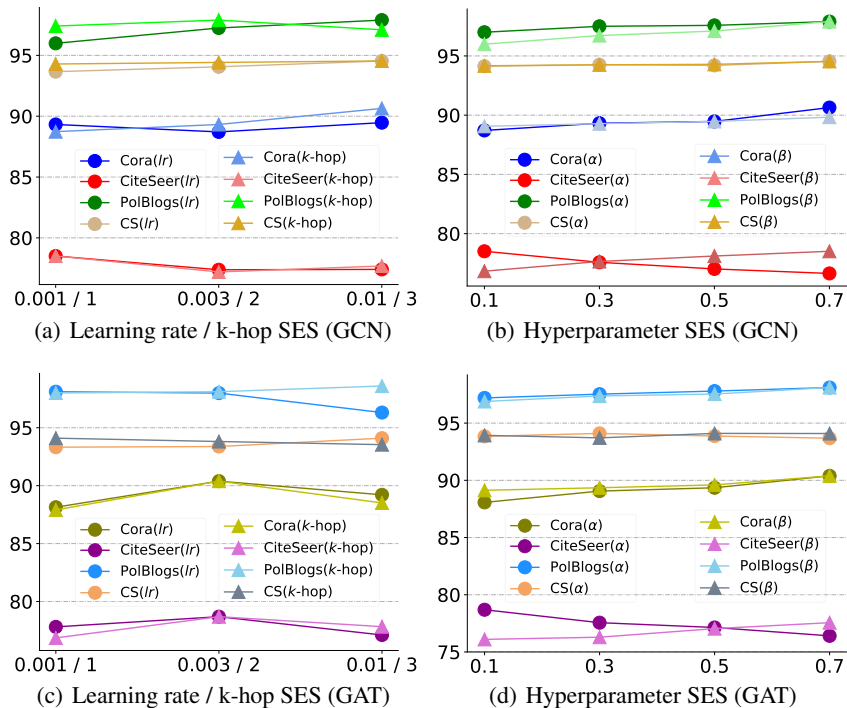 95
90
85
80
Cora(lr)
CiteSeer(lr)
PolBlogs(lr)
CS(lr)
Cora(k-hop)
CiteSeer(k-hop)
PolBlogs(k-hop)
CS(k-hop)
0.001 / 1 0.003 / 2 0.01 / 3
(a) Learning rate / k-hop SES (GCN)
95
90
85
80
Cora(α)
CiteSeer(α)
PolBlogs(α)
CS(α)
Cora(β)
CiteSeer(β)
PolBlogs(β)
CS(β)
0.1 0.3 0.5 0.7
(b) Hyperparameter SES (GCN)
95
90
85
80
Cora(lr)
CiteSeer(lr)
PolBlogs(lr)
CS(lr)
Cora(k-hop)
CiteSeer(k-hop)
PolBlogs(k-hop)
CS(k-hop)
0.001 / 1 0.003 / 2 0.01 / 3
(c) Learning rate / k-hop SES (GAT)
95
90
85
80
75
Cora(α)
CiteSeer(α)
PolBlogs(α)
CS(α)
Cora(β)
CiteSeer(β)
PolBlogs(β)
CS(β)
0.1 0.3 0.5 0.7
(d) Hyperparameter SES (GAT)